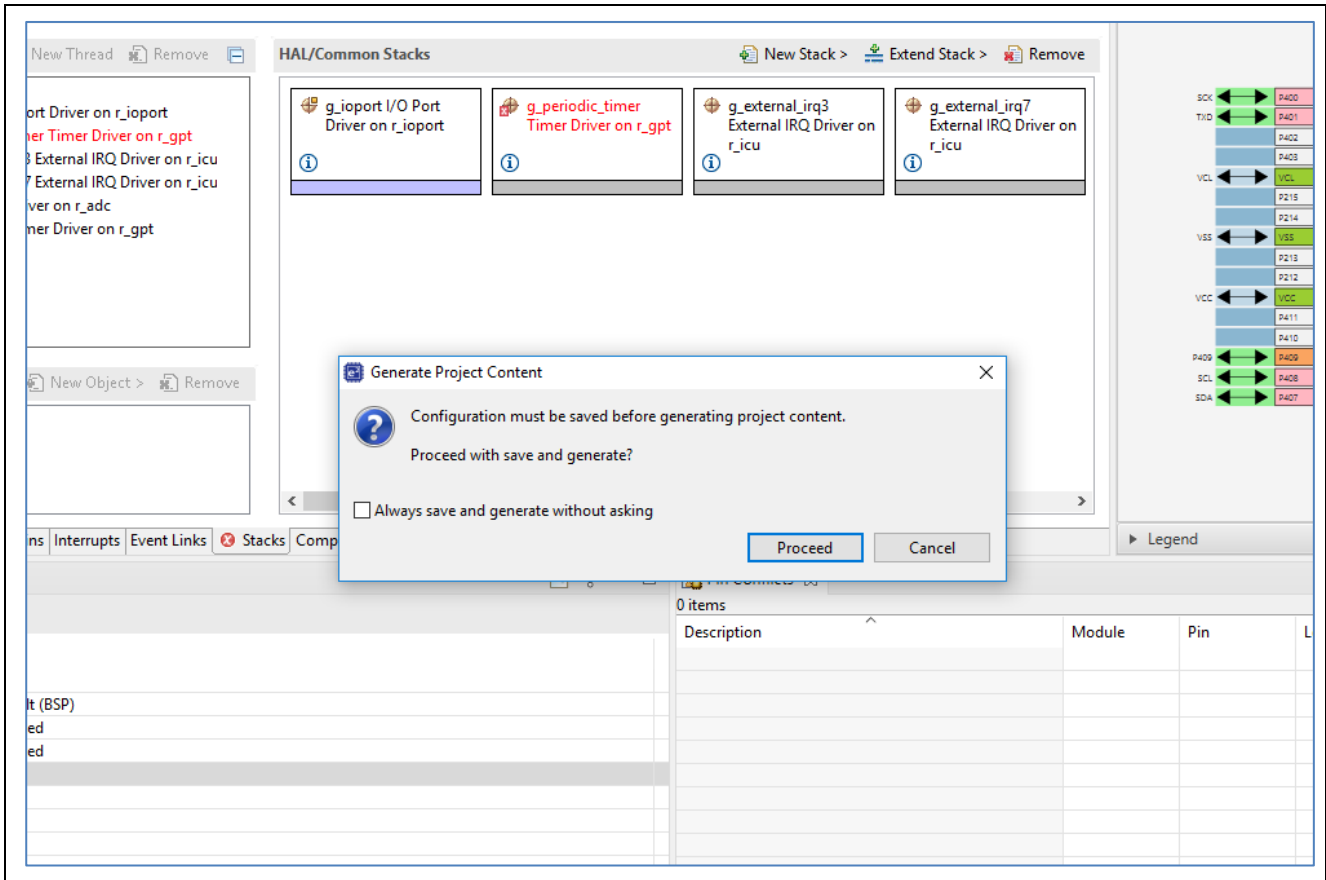 New Thread Remove
HAL/Common Stacks New Stack > Extend Stack > Remove
ort Driver on r_ioport
ner Timer Driver on r_gpt
3 External IRQ Driver on r_icu
7 External IRQ Driver on r_icu
ver on r_adc
mer Driver on r_gpt
g_ioport I/O Port
Driver on r_ioport
g_periodic_timer
Timer Driver on r_gpt
g_external_irq3
External IRQ Driver on
r_icu
g_external_irq7
External IRQ Driver on
r_icu
SCK P400
TXD P401
P402
P403
VCL VCL
P215
P214
VSS VSS
P213
P212
VCC VCC
P411
P410
P409 P409
SCL P408
SDA P407
New Object > Remove
Generate Project Content
Configuration must be saved before generating project content.
Proceed with save and generate?
Always save and generate without asking
Proceed Cancel
ns Interrupts Event Links Stacks Comp
Legend
0 items
Description Module Pin L
lt (BSP)
ed
ed